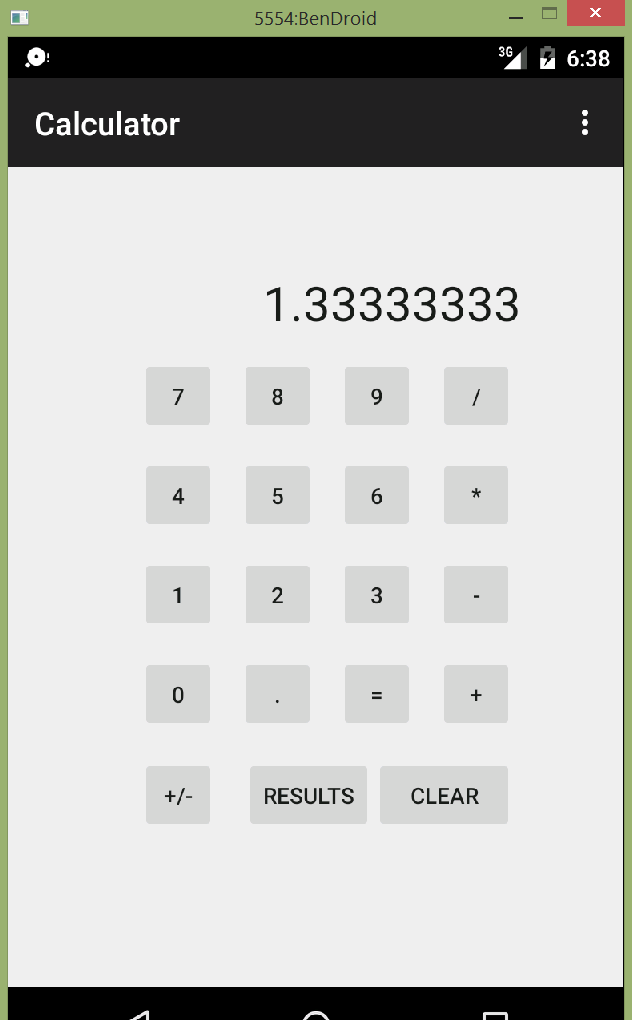 5554:BenDroid
3G 6:38
Calculator
1.33333333
7 8 9 /
4 5 6 *
1 2 3 -
0 . = +
+/- RESULTS CLEAR